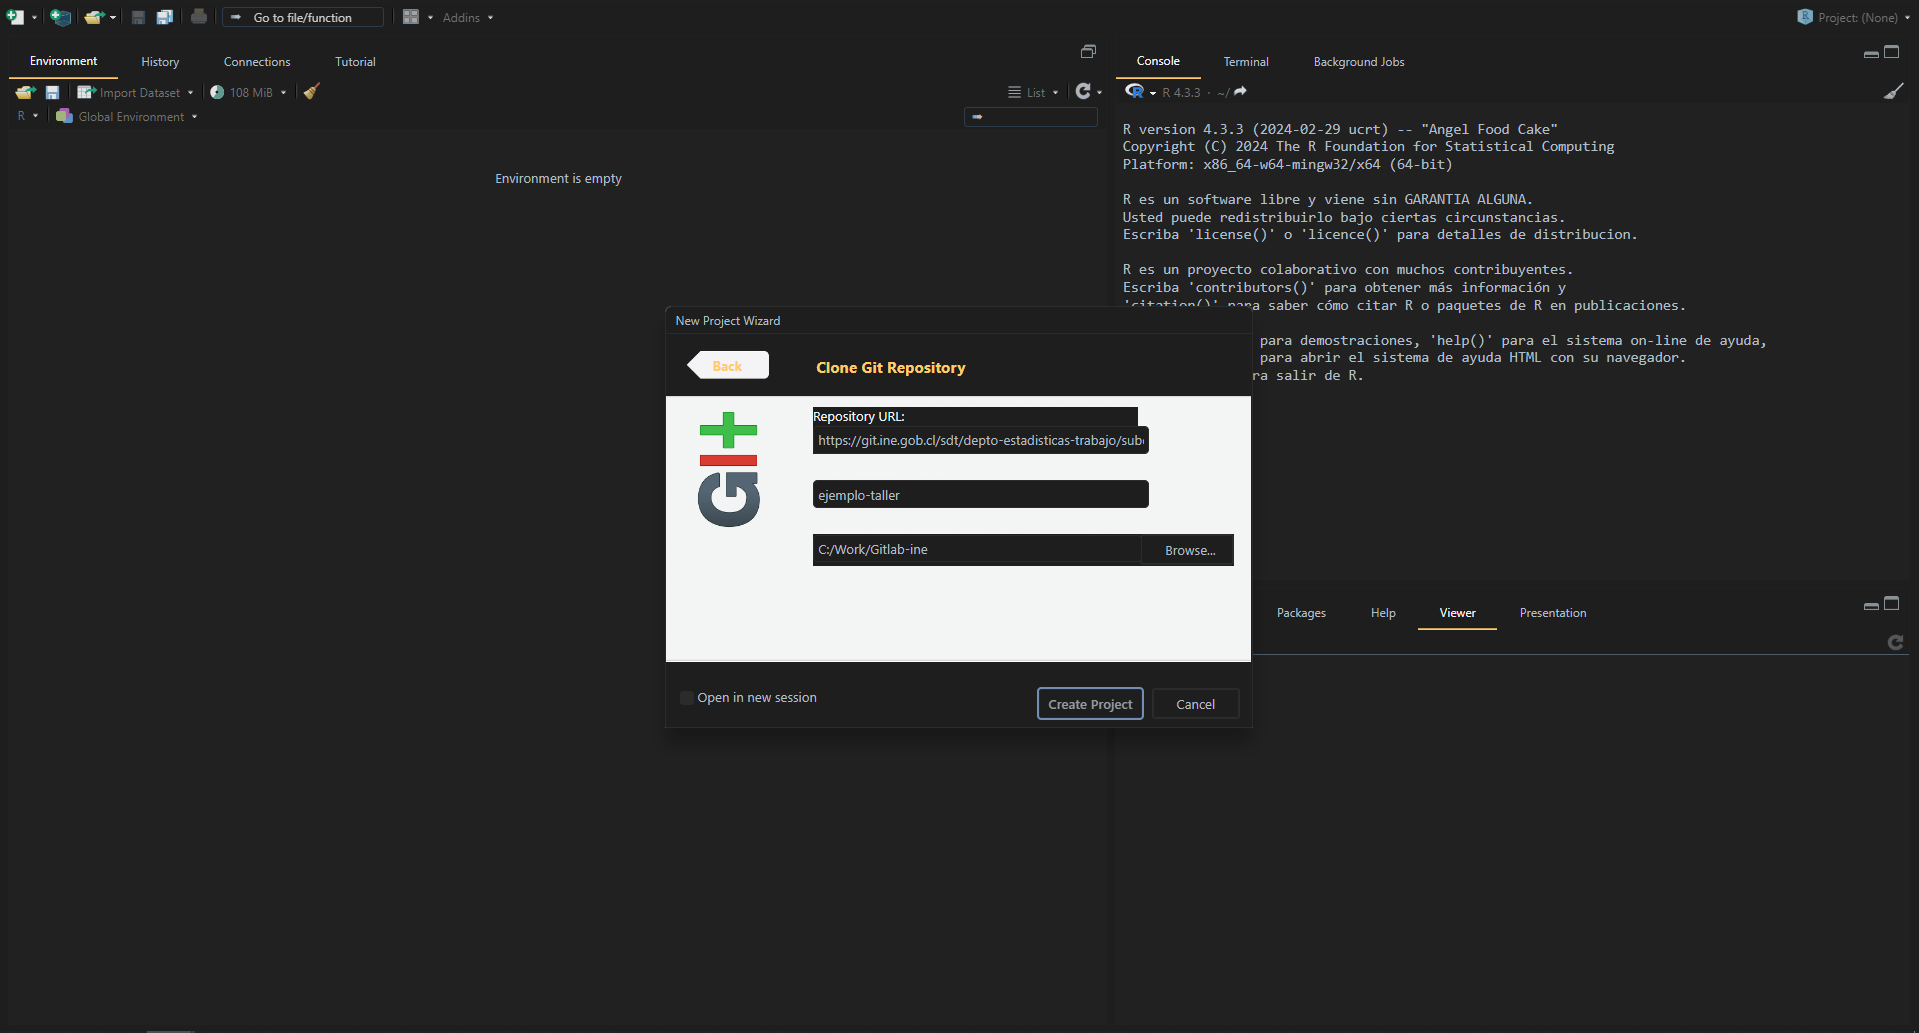 Go to file/function
Addins
Project: (None)
Environment
History
Connections
Tutorial
Import Dataset
108 MiB
List
R
Global Environment
Environment is empty
Console
Terminal
Background Jobs
R 4.3.3 · ~/
R version 4.3.3 (2024-02-29 ucrt) -- "Angel Food Cake"
Copyright (C) 2024 The R Foundation for Statistical Computing
Platform: x86_64-w64-mingw32/x64 (64-bit)
R es un software libre y viene sin GARANTIA ALGUNA.
Usted puede redistribuirlo bajo ciertas circunstancias.
Escriba 'license()' o 'licence()' para detalles de distribucion.
R es un proyecto colaborativo con muchos contribuyentes.
Escriba 'contributors()' para obtener más información y
'citation()' para saber cómo citar R o paquetes de R en publicaciones.
para demostraciones, 'help()' para el sistema on-line de ayuda,
para abrir el sistema de ayuda HTML con su navegador.
ra salir de R.
New Project Wizard
Back
Clone Git Repository
GIT
Repository URL:
https://git.ine.gob.cl/sdt/depto-estadisticas-trabajo/sub
ejemplo-taller
C:/Work/Gitlab-ine
Browse...
Open in new session
Create Project
Cancel
Packages
Help
Viewer
Presentation